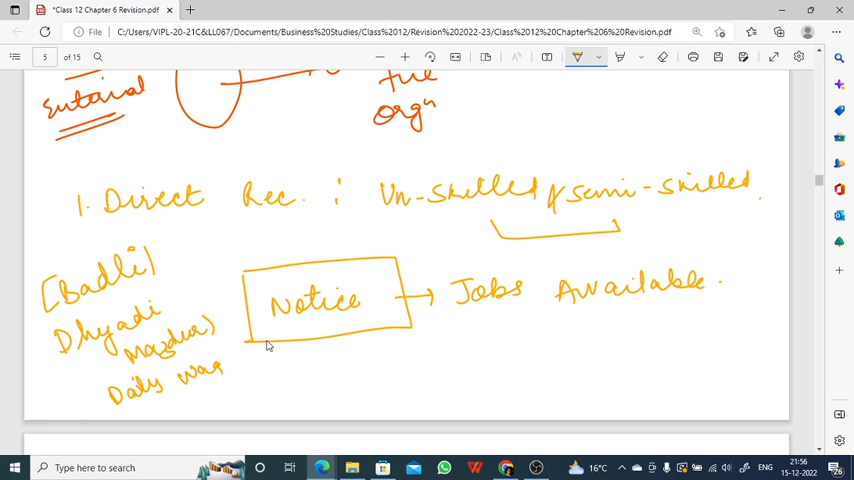 *Class 12 Chapter 6 Revision.pdf
File
C:/Users/VIPL-20-21C&LL067/Documents/Business%20Studies/Class%2012/Revision%202022-23/Class%2012%20Chapter%206%20Revision.pdf
5 of 15
the
External
orgn
1. Direct Rec. : Un-skilled & semi-skilled.
[Badli]
Notice → Jobs Available.
Dhyadi
Mazdur)
Daily Wag
Type here to search
16°C
ENG
21:56
15-12-2022
26